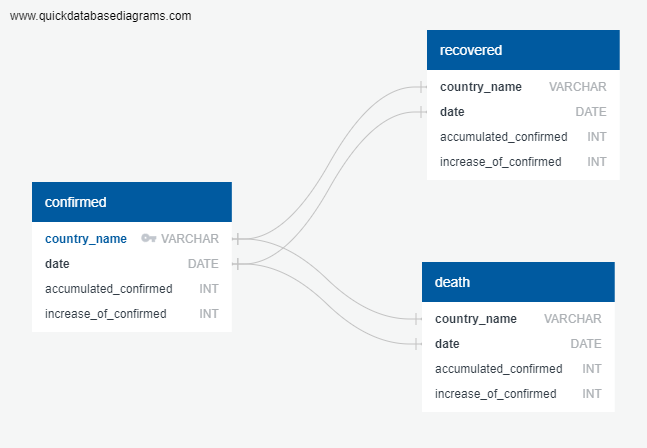 www.quickdatabasediagrams.com
recovered
country_name VARCHAR
date DATE
accumulated_confirmed INT
increase_of_confirmed INT
confirmed
country_name VARCHAR
date DATE
accumulated_confirmed INT
increase_of_confirmed INT
death
country_name VARCHAR
date DATE
accumulated_confirmed INT
increase_of_confirmed INT